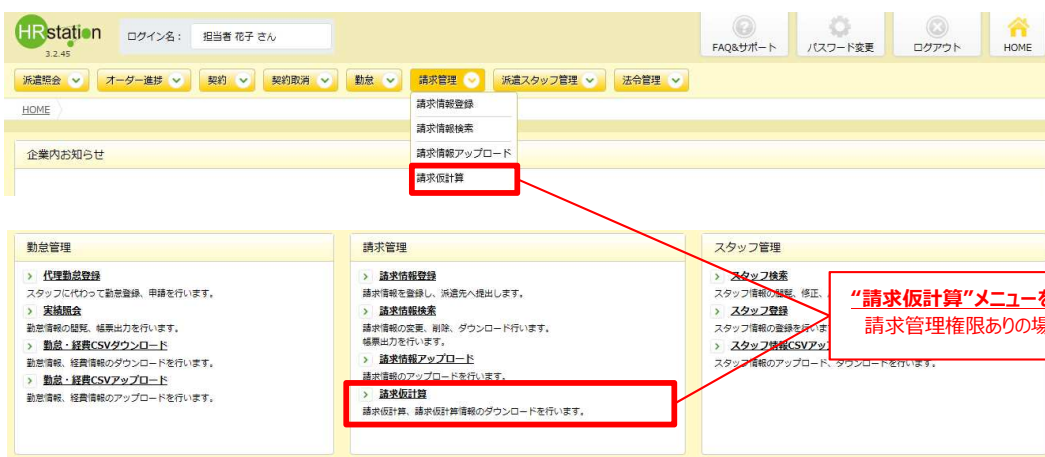 HRstation
3.2.45
ログイン名： 担当者 花子 さん
FAQ&サポート
パスワード変更
ログアウト
HOME
派遣照会
オーダー進捗
契約
契約取消
勤怠
請求管理
派遣スタッフ管理
法令管理
請求情報登録
請求情報検索
請求情報アップロード
請求仮計算
HOME
企業内お知らせ
勤怠管理
代理勤怠登録
スタッフに代わって勤怠登録、申請を行います。
実績照会
勤怠情報の閲覧、帳票出力を行います。
勤怠・経費CSVダウンロード
勤怠情報、経費情報のダウンロードを行います。
勤怠・経費CSVアップロード
勤怠情報、経費情報のアップロードを行います。
請求管理
請求情報登録
請求情報を登録し、派遣先へ提出します。
請求情報検索
請求情報の変更、削除、ダウンロード行います。
帳票出力を行います。
請求情報アップロード
請求情報のアップロードを行います。
請求仮計算
請求仮計算、請求仮計算情報のダウンロードを行います。
スタッフ管理
スタッフ検索
スタッフ情報の閲覧、修正、
スタッフ登録
スタッフ情報の登録を行いま
スタッフ情報CSVアップ
スタッフ情報のアップロード、ダウンロードを行います。
“請求仮計算”メニューを
請求管理権限ありの場